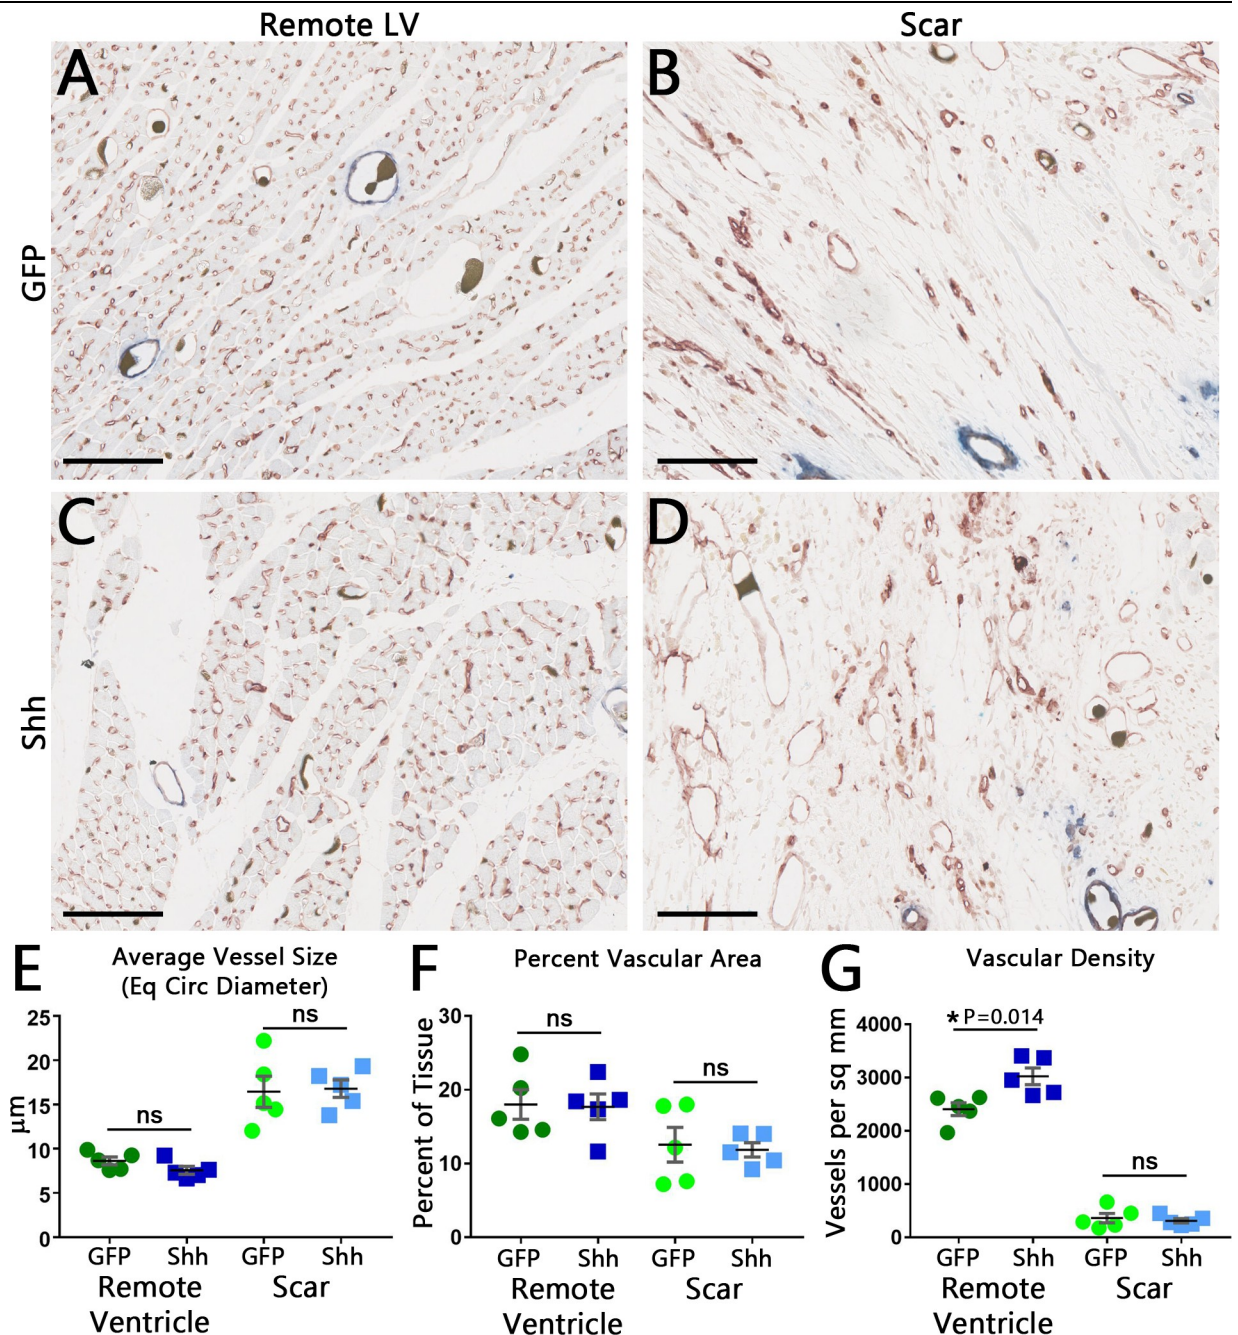 Remote LV
Scar
A
B
GFP
C
D
Shh
E
Average Vessel Size
(Eq Circ Diameter)
25
20
15
10
5
0
µm
ns
ns
GFP
Shh
GFP
Shh
Remote
Ventricle
Scar
F
Percent Vascular Area
30
20
10
0
Percent of Tissue
ns
ns
GFP
Shh
GFP
Shh
Remote
Ventricle
Scar
G
Vascular Density
4000
3000
2000
1000
0
Vessels per sq mm
* P=0.014
ns
GFP
Shh
GFP
Shh
Remote
Ventricle
Scar